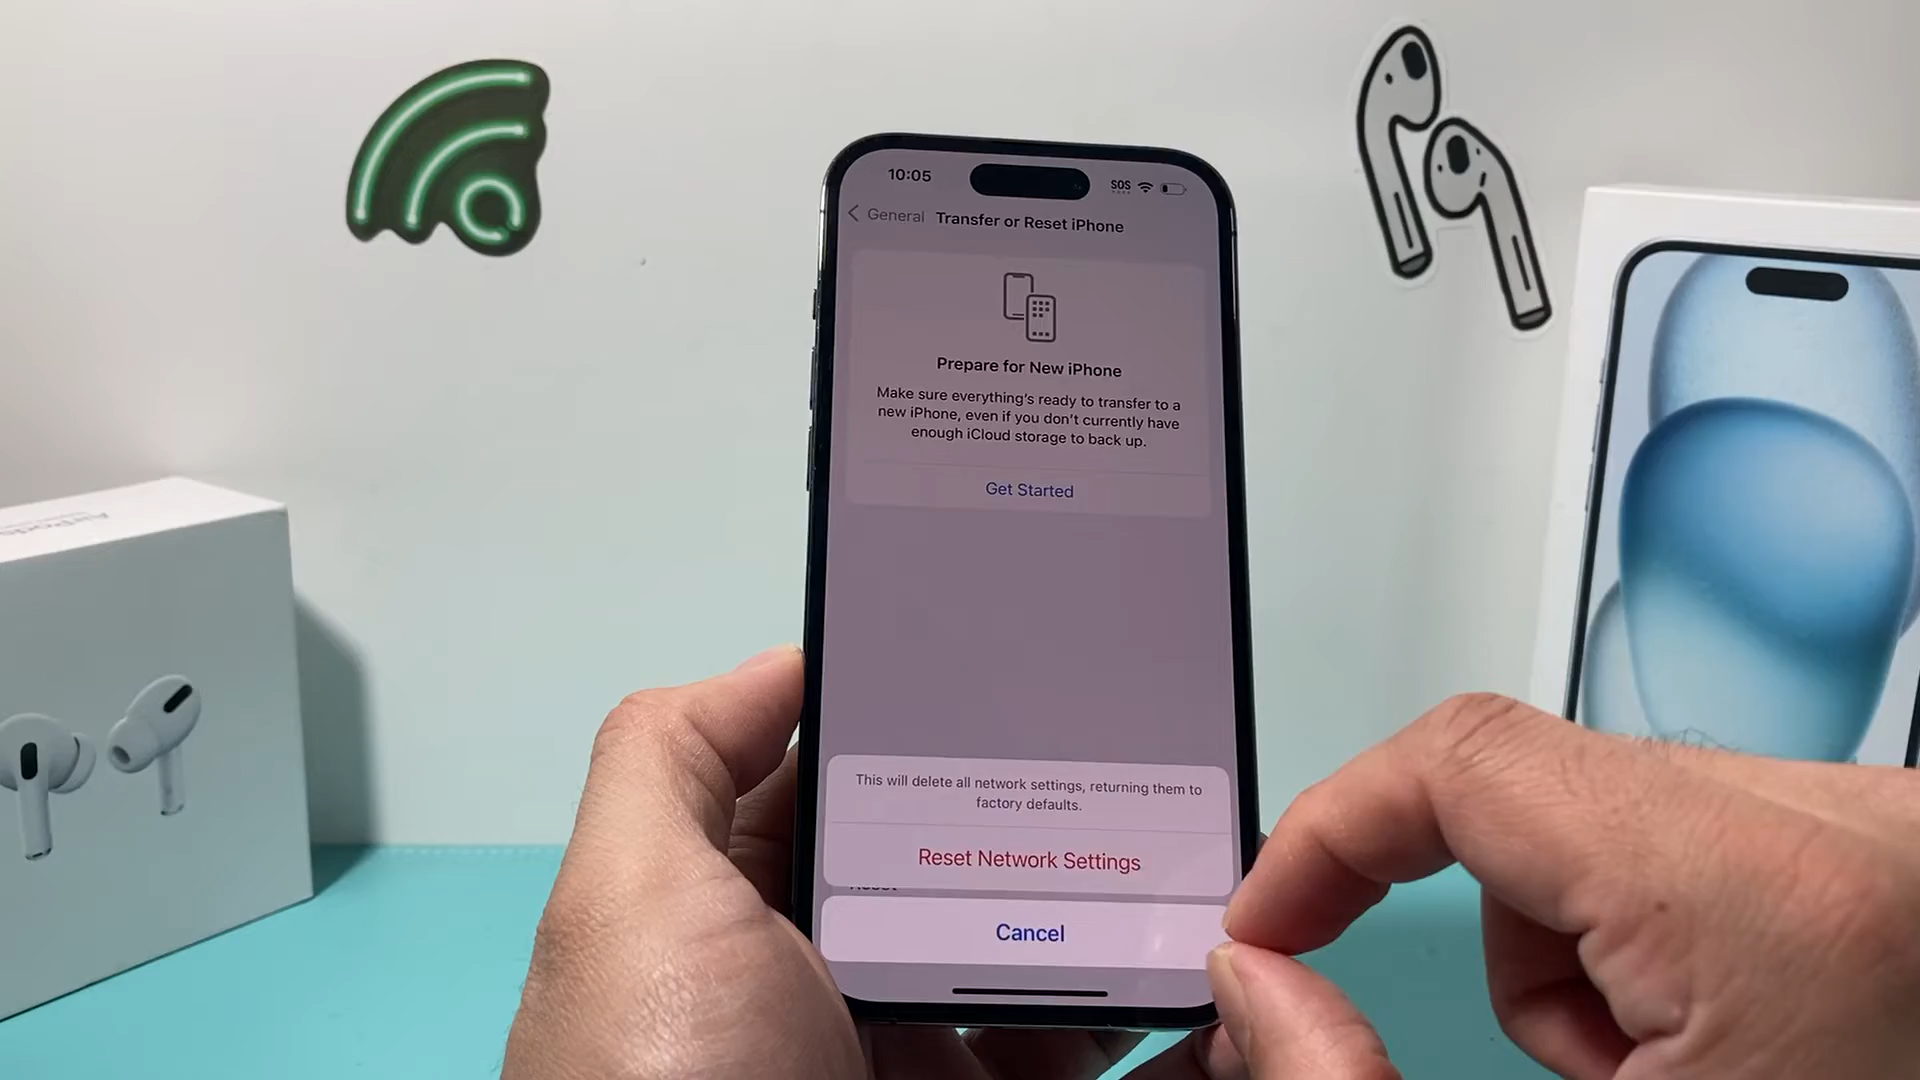 10:05
SOS
General
Transfer or Reset iPhone
Prepare for New iPhone
Make sure everything's ready to transfer to a
new iPhone, even if you don't currently have
enough iCloud storage to back up.
Get Started
This will delete all network settings, returning them to
factory defaults.
Reset Network Settings
Reset
Cancel
AirPods